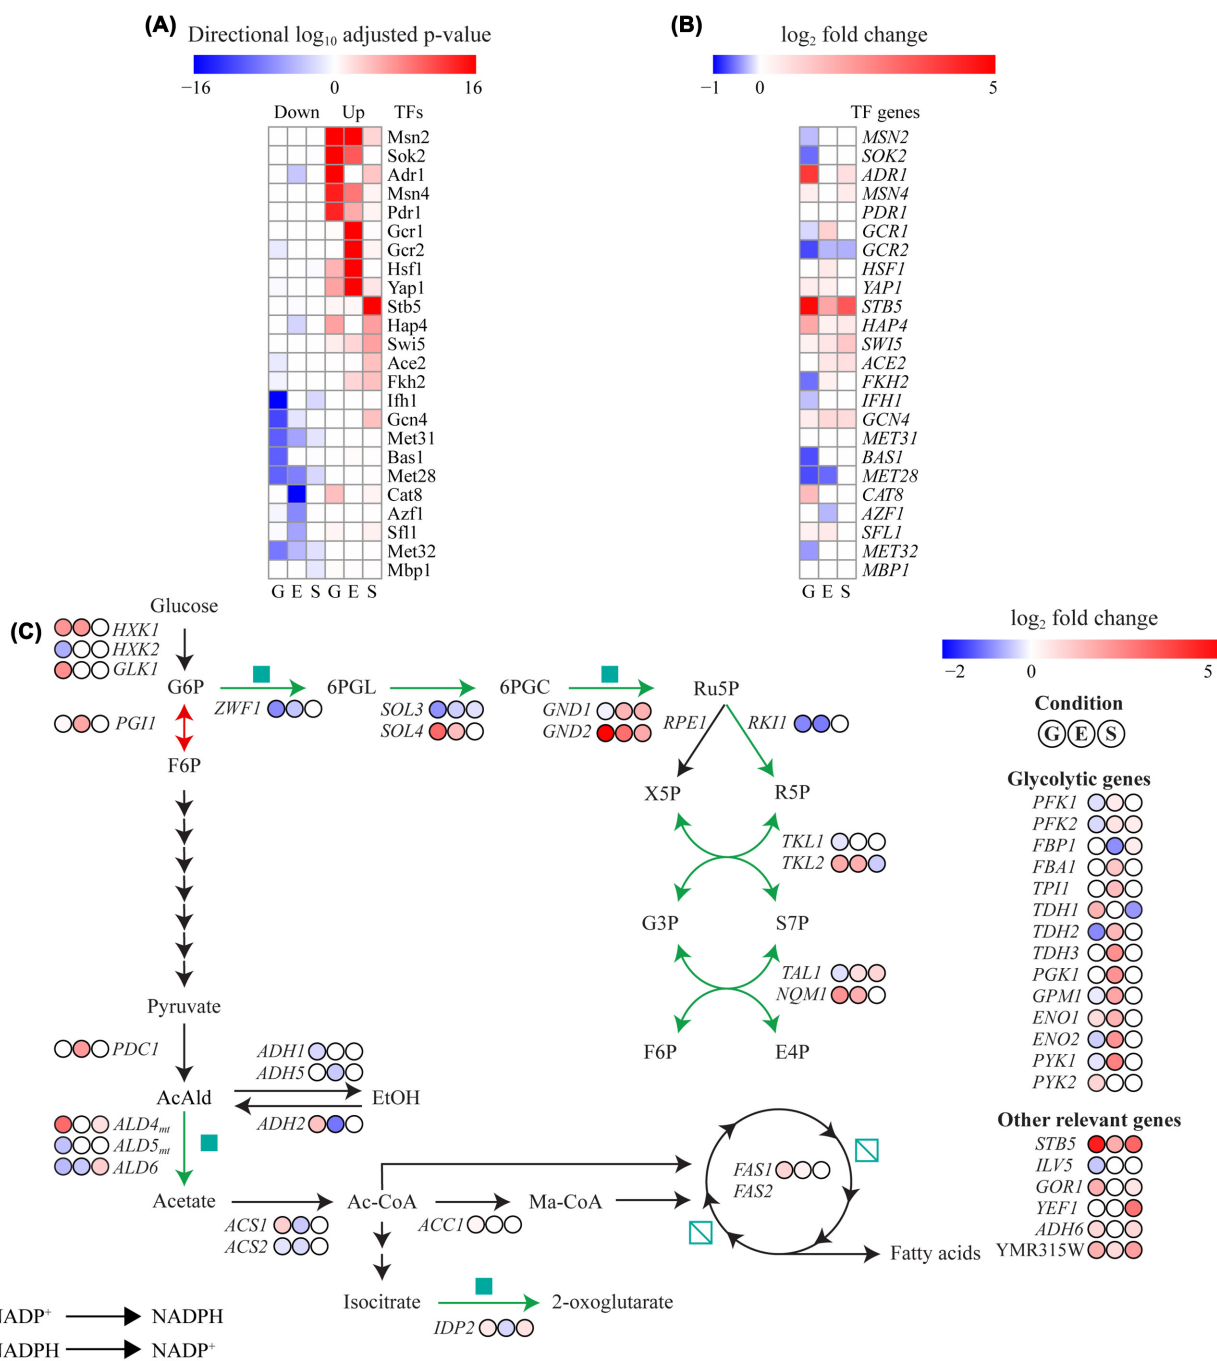 (A)
Directional log₁₀ adjusted p-value
−16 0 16
Down Up TFs
Msn2
Sok2
Adr1
Msn4
Pdr1
Gcr1
Gcr2
Hsf1
Yap1
Stb5
Hap4
Swi5
Ace2
Fkh2
Ifh1
Gcn4
Met31
Bas1
Met28
Cat8
Azf1
Sfl1
Met32
Mbp1
G E S G E S
(B)
log₂ fold change
−1 0 5
TF genes
MSN2
SOK2
ADR1
MSN4
PDR1
GCR1
GCR2
HSF1
YAP1
STB5
HAP4
SWI5
ACE2
FKH2
IFH1
GCN4
MET31
BAS1
MET28
CAT8
AZF1
SFL1
MET32
MBP1
G E S
(C)
Glucose
HXK1
HXK2
GLK1
G6P
6PGL
6PGC
Ru5P
ZWF1
SOL3
SOL4
GND1
GND2
RPE1
RKI1
PGI1
F6P
X5P
R5P
TKL1
TKL2
G3P
S7P
TAL1
NQM1
F6P
E4P
Pyruvate
PDC1
ADH1
ADH5
AcAld
EtOH
ADH2
ALD4mt
ALD5mt
ALD6
Acetate
Ac-CoA
Ma-CoA
ACS1
ACS2
ACC1
FAS1
FAS2
Fatty acids
Isocitrate
2-oxoglutarate
IDP2
NADP⁺ NADPH
NADPH NADP⁺
log₂ fold change
−2 0 5
Condition
G E S
Glycolytic genes
PFK1
PFK2
FBP1
FBA1
TPI1
TDH1
TDH2
TDH3
PGK1
GPM1
ENO1
ENO2
PYK1
PYK2
Other relevant genes
STB5
ILV5
GOR1
YEF1
ADH6
YMR315W